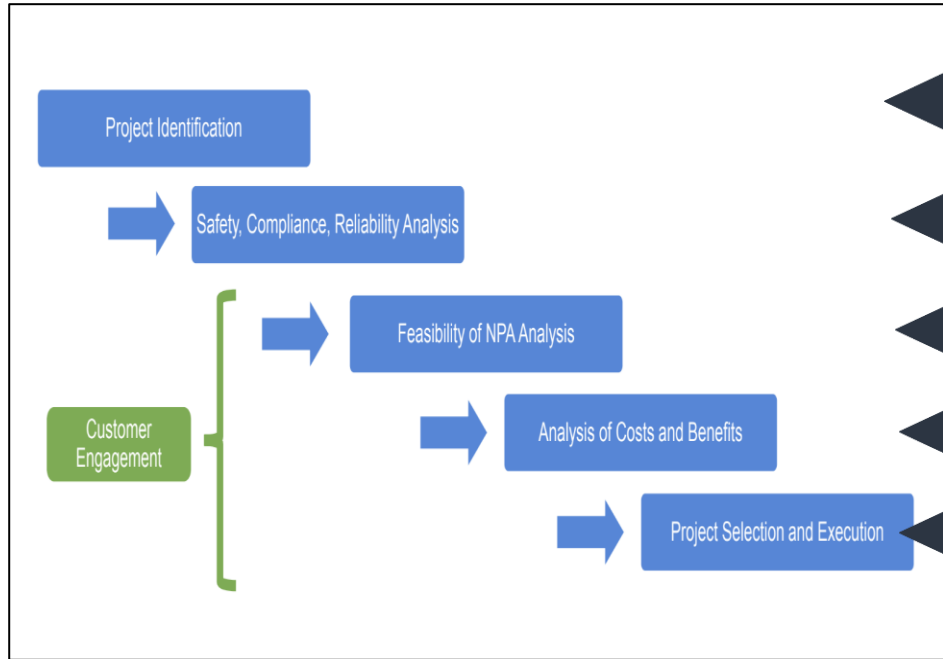 Project Identification
Safety, Compliance, Reliability Analysis
Feasibility of NPA Analysis
Customer
Engagement
Analysis of Costs and Benefits
Project Selection and Execution